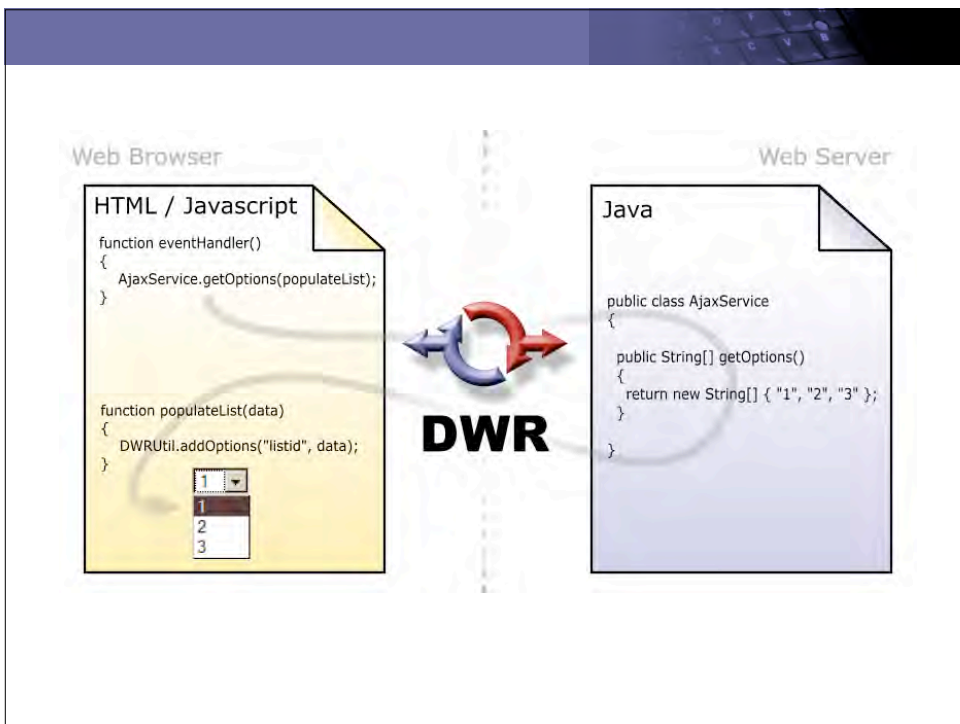 Web Browser
Web Server
HTML / Javascript
function eventHandler()
{
AjaxService.getOptions(populateList);
}
function populateList(data)
{
DWRUtil.addOptions("listid", data);
}
1
1
2
3
DWR
Java
public class AjaxService
{
public String[] getOptions()
{
return new String[] { "1", "2", "3" };
}
}